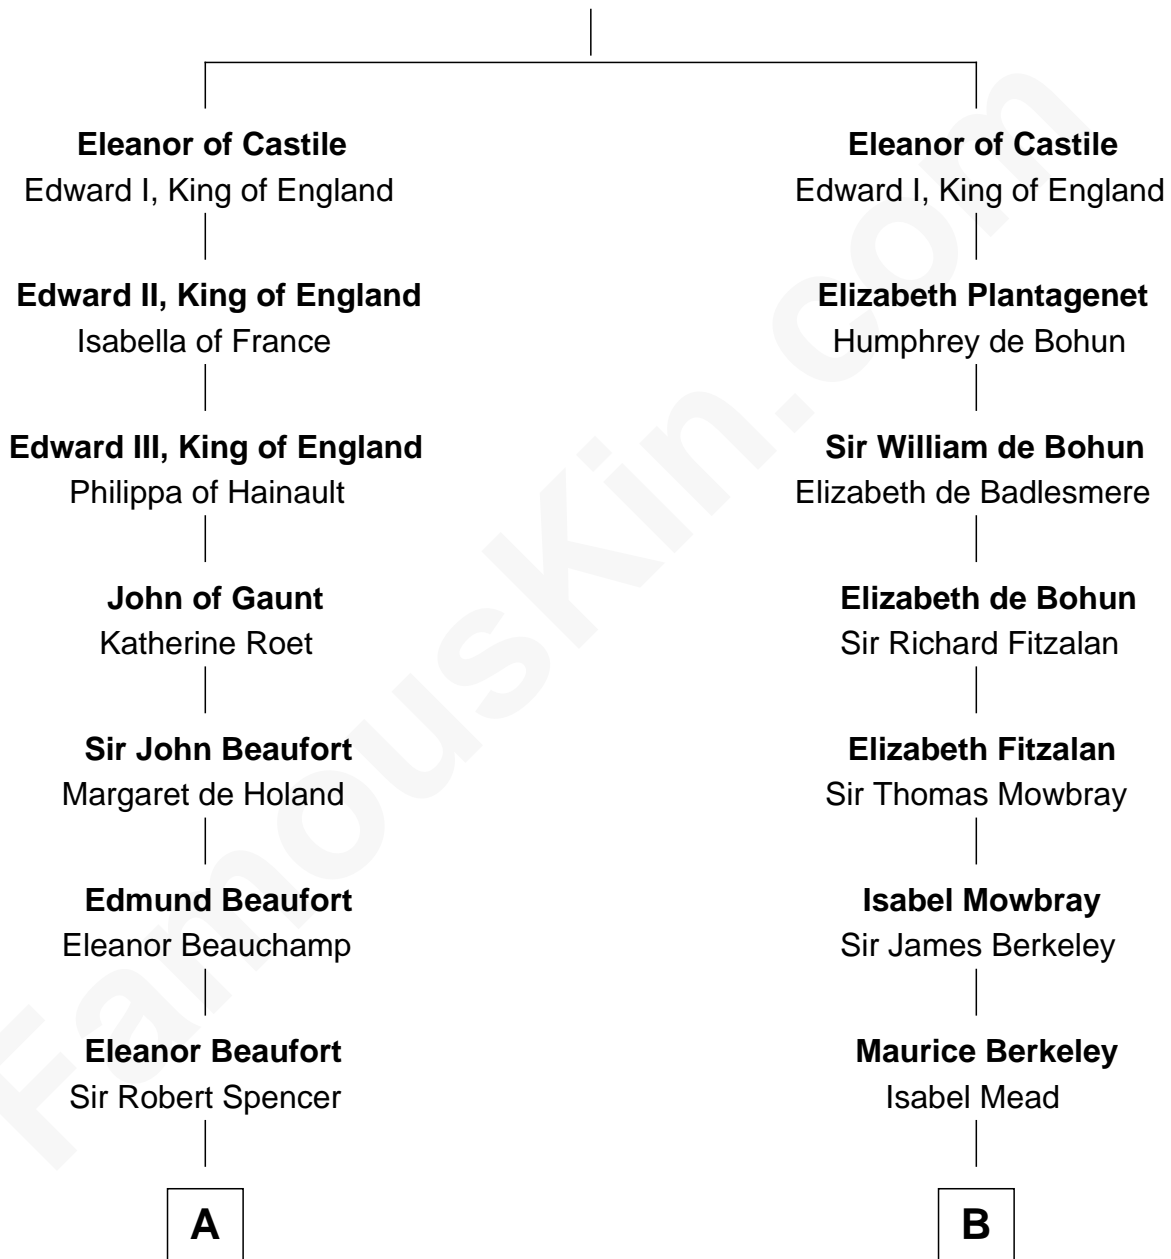 Eleanor of Castile
Edward I, King of England
Edward II, King of England
Isabella of France
Edward III, King of England
Philippa of Hainault
John of Gaunt
Katherine Roet
Sir John Beaufort
Margaret de Holand
Edmund Beaufort
Eleanor Beauchamp
Eleanor Beaufort
Sir Robert Spencer
A
Eleanor of Castile
Edward I, King of England
Elizabeth Plantagenet
Humphrey de Bohun
Sir William de Bohun
Elizabeth de Badlesmere
Elizabeth de Bohun
Sir Richard Fitzalan
Elizabeth Fitzalan
Sir Thomas Mowbray
Isabel Mowbray
Sir James Berkeley
Maurice Berkeley
Isabel Mead
B
FamousKin.com